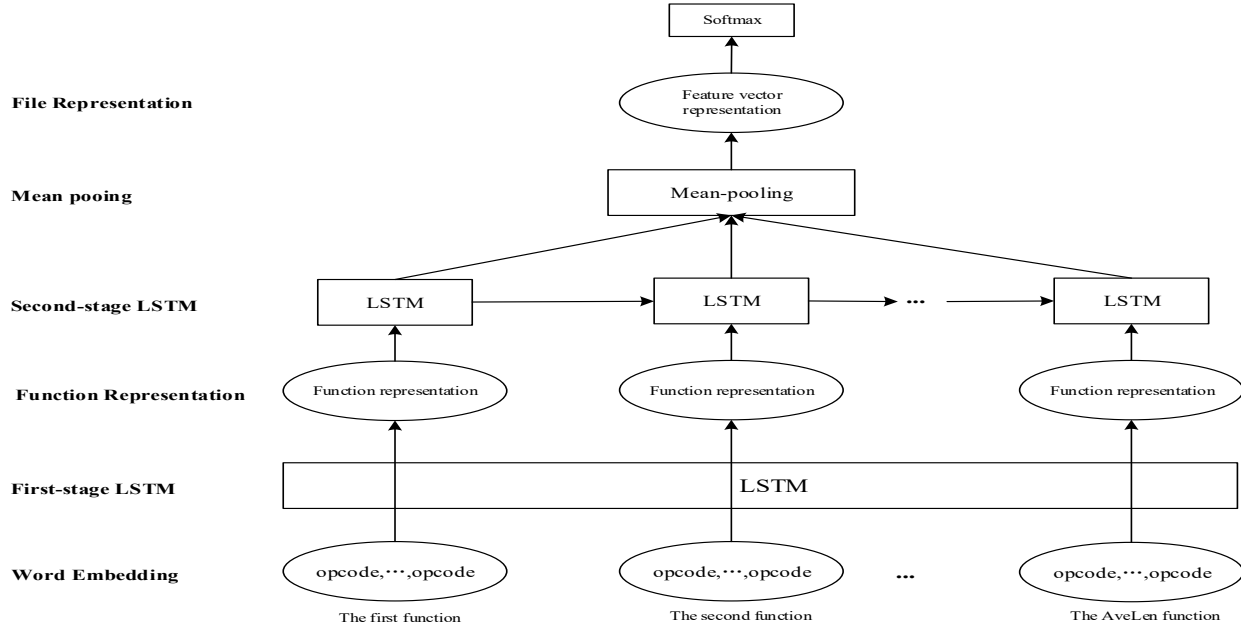 Softmax
File Representation
Feature vector
representation
Mean pooing
Mean-pooling
Second-stage LSTM
LSTM
LSTM
...
LSTM
Function Representation
Function representation
Function representation
Function representation
First-stage LSTM
LSTM
Word Embedding
opcode,···,opcode
opcode,···,opcode
...
opcode,···,opcode
The first function
The second function
The AveLen function